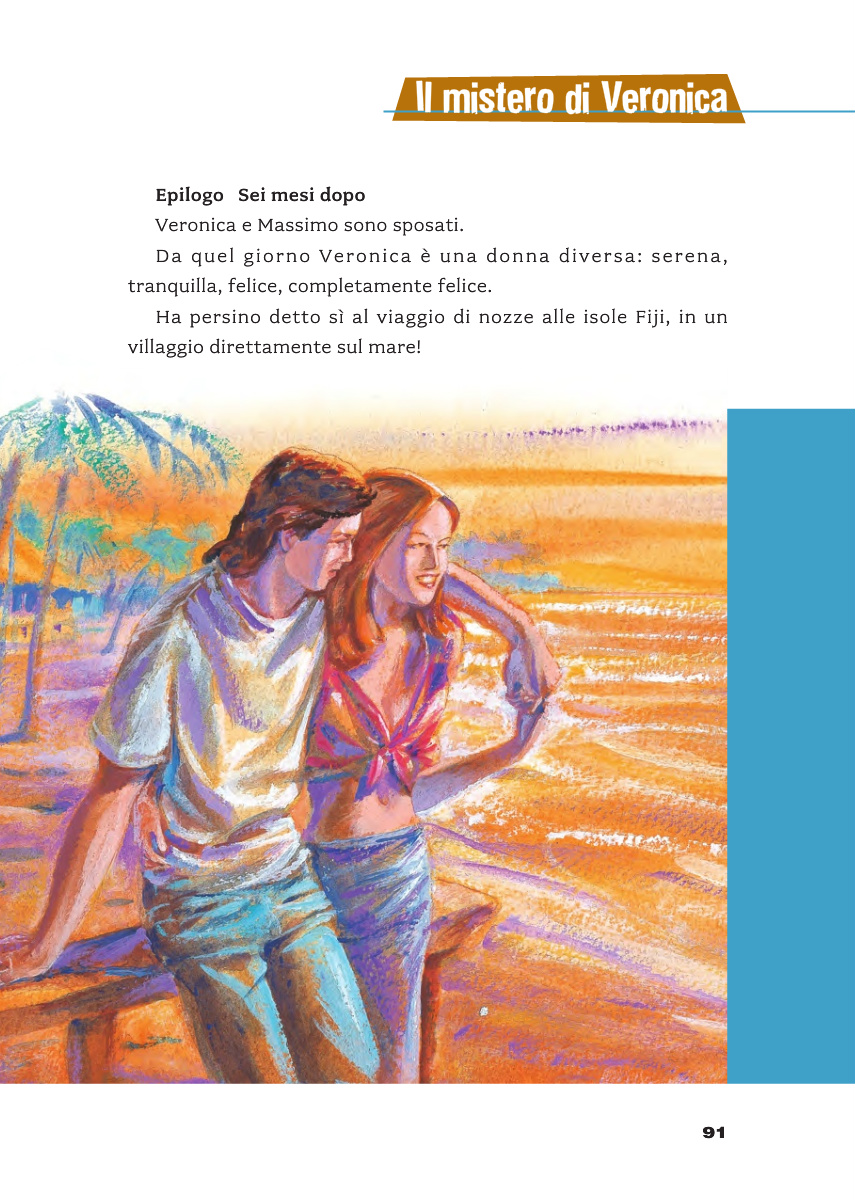 Il mistero di Veronica
Epilogo Sei mesi dopo
Veronica e Massimo sono sposati.
Da quel giorno Veronica è una donna diversa: serena,
tranquilla, felice, completamente felice.
Ha persino detto sì al viaggio di nozze alle isole Fiji, in un
villaggio direttamente sul mare!
91